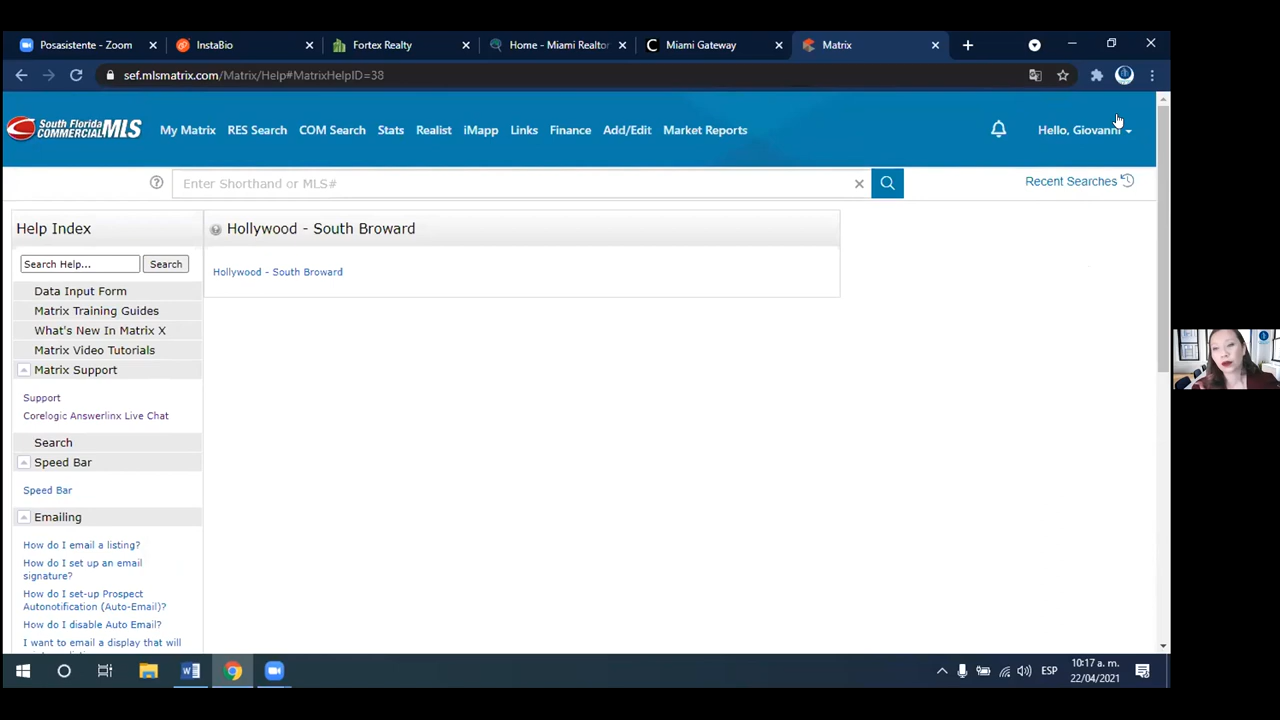 Posasistente - Zoom
InstaBio
Fortex Realty
Home - Miami Realtor
Miami Gateway
Matrix
sef.mlsmatrix.com/Matrix/Help#MatrixHelpID=38
South Florida
COMMERCIAL MLS
My Matrix
RES Search
COM Search
Stats
Realist
iMapp
Links
Finance
Add/Edit
Market Reports
Hello, Giovanni
Enter Shorthand or MLS#
Recent Searches
Help Index
Search Help...
Search
Data Input Form
Matrix Training Guides
What's New In Matrix X
Matrix Video Tutorials
Matrix Support
Support
Corelogic Answerlinx Live Chat
Search
Speed Bar
Speed Bar
Emailing
How do I email a listing?
How do I set up an email
signature?
How do I set-up Prospect
Autonotification (Auto-Email)?
How do I disable Auto Email?
I want to email a display that will
Hollywood - South Broward
Hollywood - South Broward
ESP
10:17 a. m.
22/04/2021